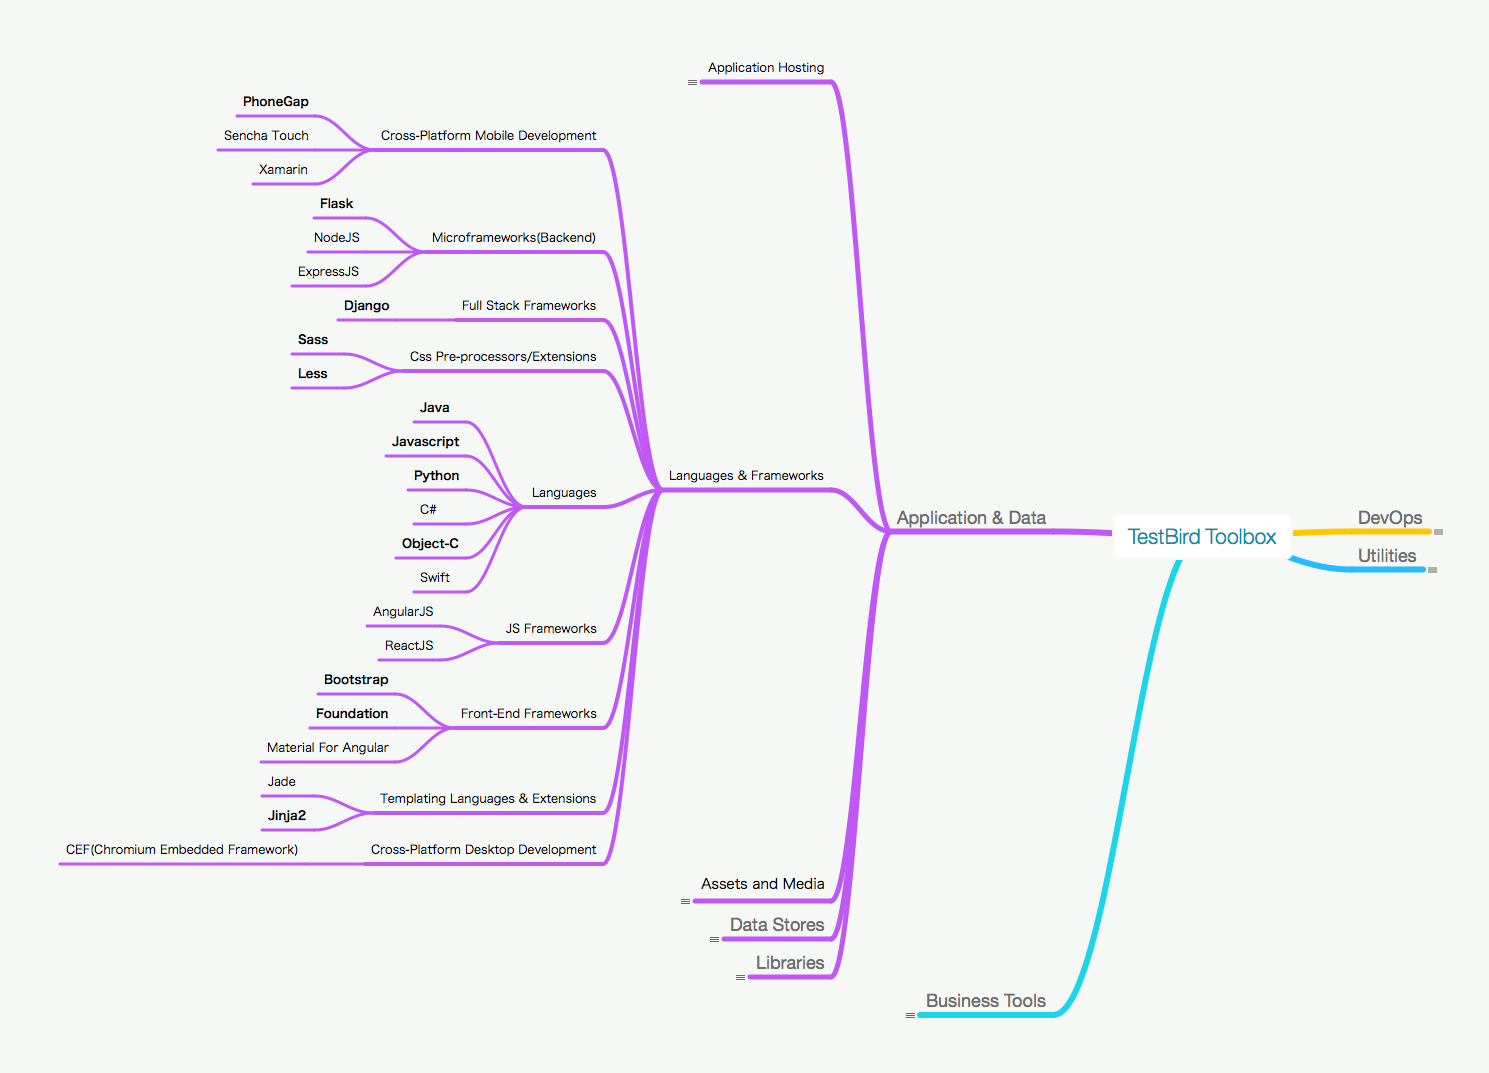 Application Hosting
PhoneGap
Sencha Touch
Xamarin
Cross-Platform Mobile Development
Flask
NodeJS
ExpressJS
Microframeworks(Backend)
Django
Full Stack Frameworks
Sass
Less
Css Pre-processors/Extensions
Java
Javascript
Python
C#
Object-C
Swift
Languages
AngularJS
ReactJS
JS Frameworks
Bootstrap
Foundation
Material For Angular
Front-End Frameworks
Jade
Jinja2
Templating Languages & Extensions
CEF(Chromium Embedded Framework)
Cross-Platform Desktop Development
Languages & Frameworks
Assets and Media
Data Stores
Libraries
Application & Data
Business Tools
TestBird Toolbox
DevOps
Utilities